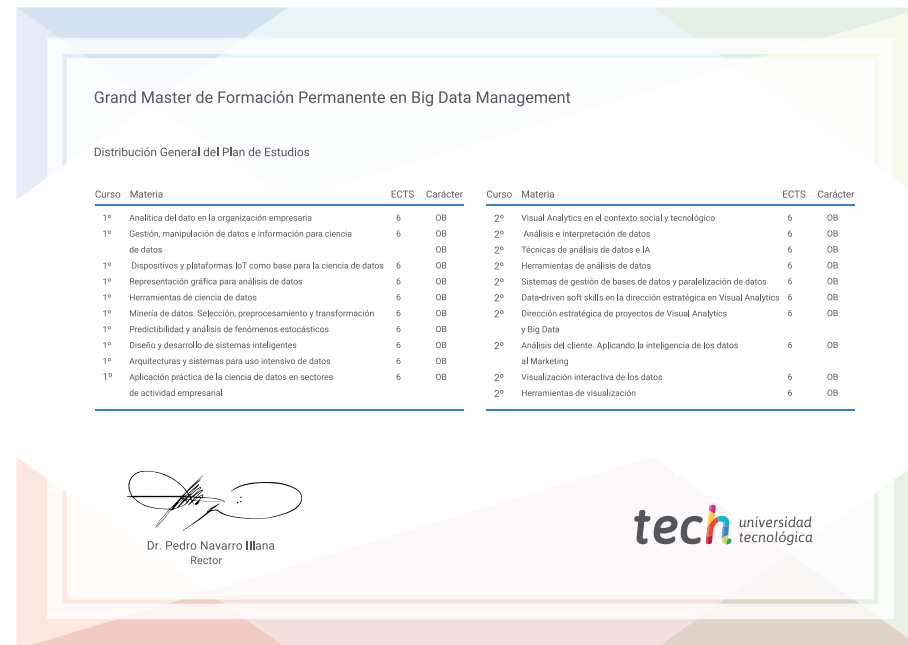 Grand Master de Formación Permanente en Big Data Management
Distribución General del Plan de Estudios
Curso Materia ECTS Carácter
1º Analítica del dato en la organización empresaria 6 OB
1º Gestión, manipulación de datos e información para ciencia 6 OB
de datos OB
1º Dispositivos y plataformas IoT como base para la ciencia de datos 6 OB
1º Representación gráfica para análisis de datos 6 OB
1º Herramientas de ciencia de datos 6 OB
1º Minería de datos. Selección, preprocesamiento y transformación 6 OB
1º Predictibilidad y análisis de fenómenos estocásticos 6 OB
1º Diseño y desarrollo de sistemas inteligentes 6 OB
1º Arquitecturas y sistemas para uso intensivo de datos 6 OB
1º Aplicación práctica de la ciencia de datos en sectores 6 OB
de actividad empresarial
Curso Materia ECTS Carácter
2º Visual Analytics en el contexto social y tecnológico 6 OB
2º Análisis e interpretación de datos 6 OB
2º Técnicas de análisis de datos e IA 6 OB
2º Herramientas de análisis de datos 6 OB
2º Sistemas de gestión de bases de datos y paralelización de datos 6 OB
2º Data-driven soft skills en la dirección estratégica en Visual Analytics 6 OB
2º Dirección estratégica de proyectos de Visual Analytics 6 OB
y Big Data
2º Análisis del cliente. Aplicando la inteligencia de los datos 6 OB
al Marketing
2º Visualización interactiva de los datos 6 OB
2º Herramientas de visualización 6 OB
Dr. Pedro Navarro Illana
Rector
tech universidad
tecnológica